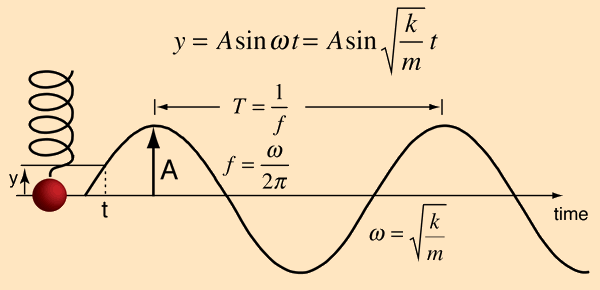 y = A sin ωt = A sin √(k/m) t
T = 1/f
y
A
f = ω/2π
t
time
ω = √(k/m)